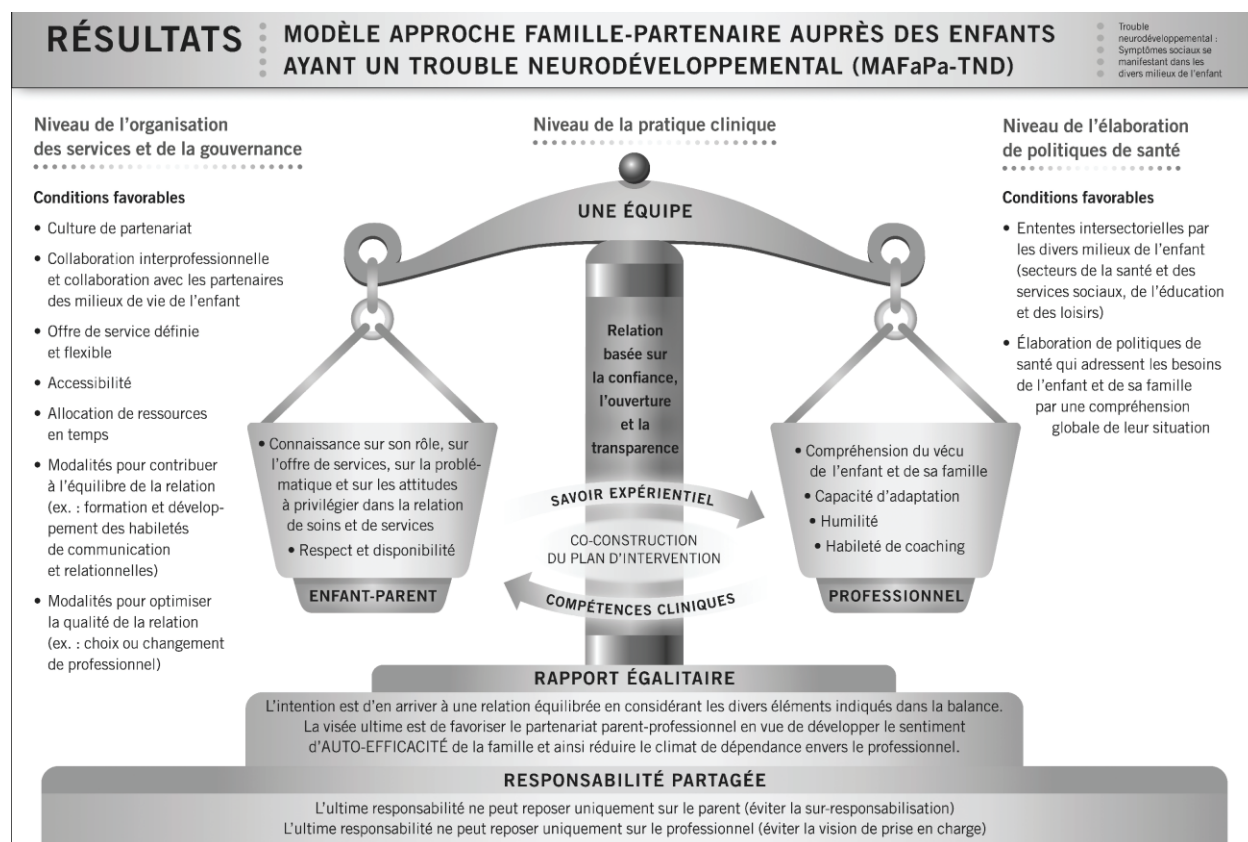 RÉSULTATS
MODÈLE APPROCHE FAMILLE-PARTENAIRE AUPRÈS DES ENFANTS
AYANT UN TROUBLE NEURODÉVELOPPEMENTAL (MAFaPa-TND)
Trouble
neurodéveloppemental :
Symptômes sociaux se
manifestant dans les
divers milieux de l'enfant
Niveau de l'organisation
des services et de la gouvernance
Conditions favorables
• Culture de partenariat
• Collaboration interprofessionnelle
et collaboration avec les partenaires
des milieux de vie de l'enfant
• Offre de service définie
et flexible
• Accessibilité
• Allocation de ressources
en temps
• Modalités pour contribuer
à l'équilibre de la relation
(ex. : formation et dévelop-
pement des habiletés
de communication
et relationnelles)
• Modalités pour optimiser
la qualité de la relation
(ex. : choix ou changement
de professionnel)
Niveau de la pratique clinique
UNE ÉQUIPE
Relation
basée sur
la confiance,
l'ouverture
et la
transparence
• Connaissance sur son rôle, sur
l'offre de services, sur la problé-
matique et sur les attitudes
à privilégier dans la relation
de soins et de services
• Respect et disponibilité
ENFANT-PARENT
SAVOIR EXPÉRIENTIEL
CO-CONSTRUCTION
DU PLAN D'INTERVENTION
COMPÉTENCES CLINIQUES
• Compréhension du vécu
de l'enfant et de sa famille
• Capacité d'adaptation
• Humilité
• Habileté de coaching
PROFESSIONNEL
Niveau de l'élaboration
de politiques de santé
Conditions favorables
• Ententes intersectorielles par
les divers milieux de l'enfant
(secteurs de la santé et des
services sociaux, de l'éducation
et des loisirs)
• Élaboration de politiques de
santé qui adressent les besoins
de l'enfant et de sa famille
par une compréhension
globale de leur situation
RAPPORT ÉGALITAIRE
L'intention est d'en arriver à une relation équilibrée en considérant les divers éléments indiqués dans la balance.
La visée ultime est de favoriser le partenariat parent-professionnel en vue de développer le sentiment
d'AUTO-EFFICACITÉ de la famille et ainsi réduire le climat de dépendance envers le professionnel.
RESPONSABILITÉ PARTAGÉE
L'ultime responsabilité ne peut reposer uniquement sur le parent (éviter la sur-responsabilisation)
L'ultime responsabilité ne peut reposer uniquement sur le professionnel (éviter la vision de prise en charge)